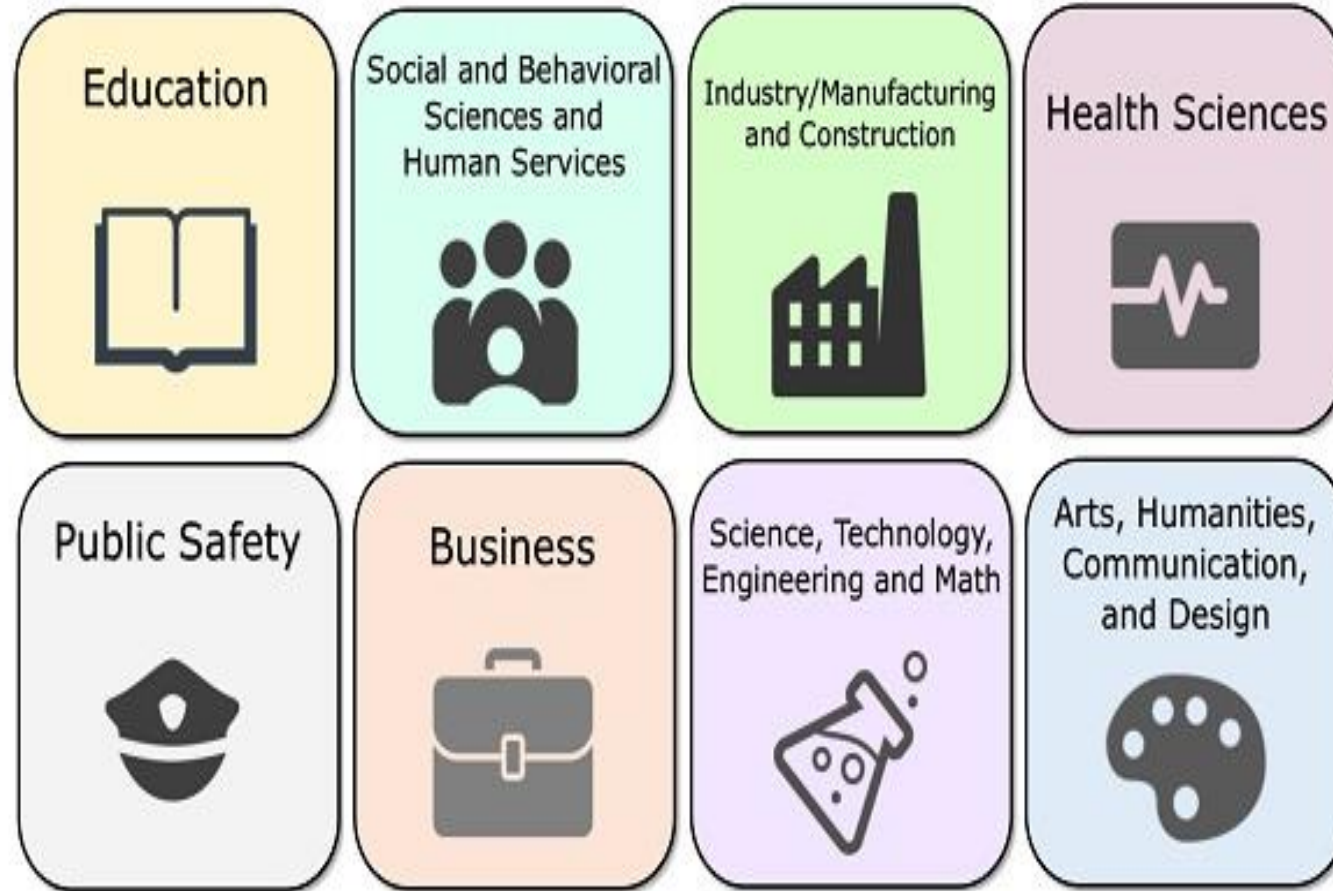 Education
Social and Behavioral
Sciences and
Human Services
Industry/Manufacturing
and Construction
Health Sciences
Public Safety
Business
Science, Technology,
Engineering and Math
Arts, Humanities,
Communication,
and Design